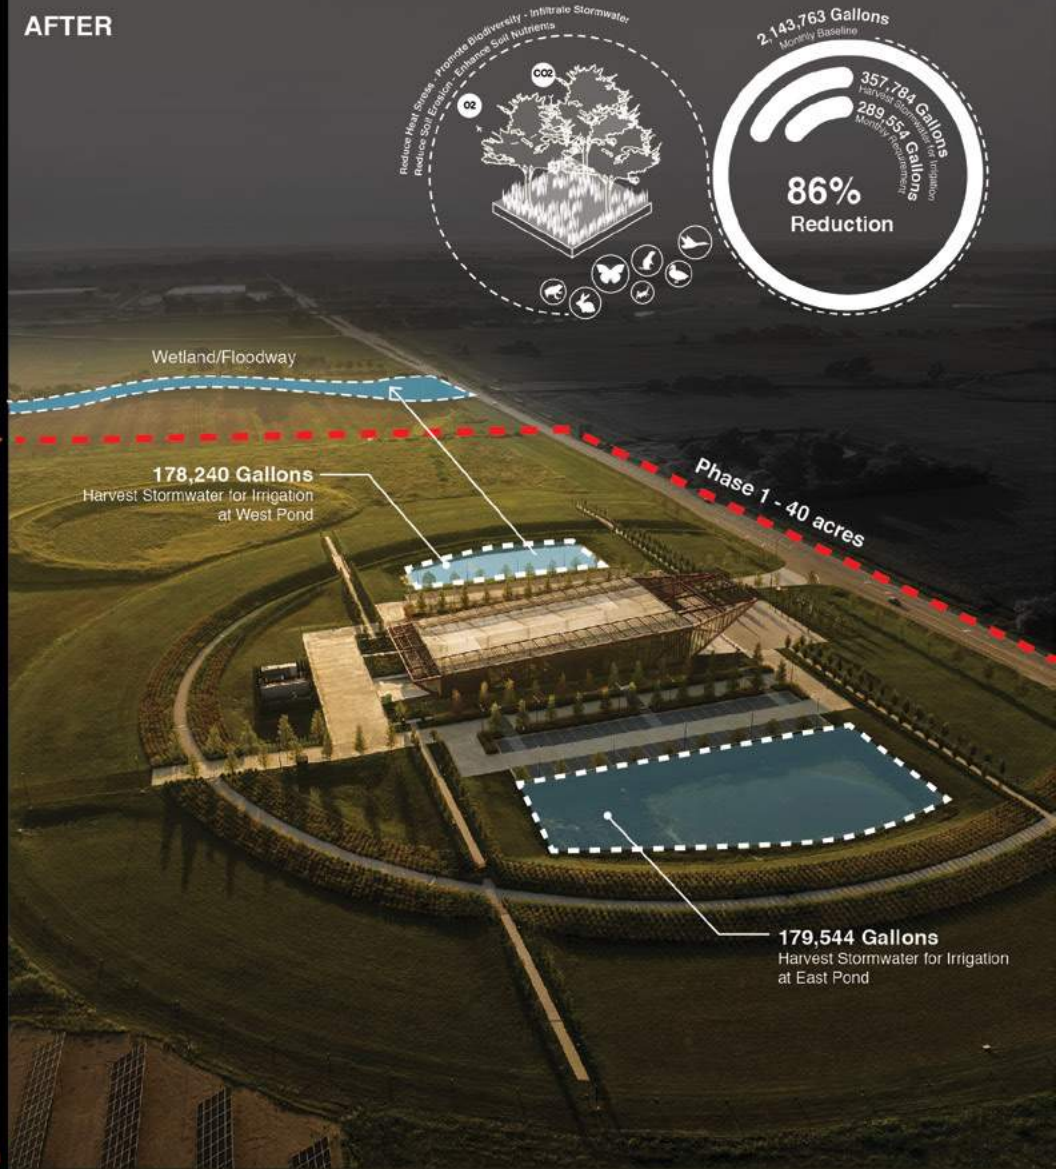 AFTER
Reduce Heat Stress - Promote Biodiversity - Infiltrate Stormwater
Reduce Soil Erosion - Enhance Soil Nutrients
O2
CO2
2,143,763 Gallons
Monthly Baseline
357,784 Gallons
Harvest Stormwater for Irrigation
289,554 Gallons
Monthly Requirement
86%
Reduction
Wetland/Floodway
178,240 Gallons
Harvest Stormwater for Irrigation
at West Pond
Phase 1 - 40 acres
179,544 Gallons
Harvest Stormwater for Irrigation
at East Pond